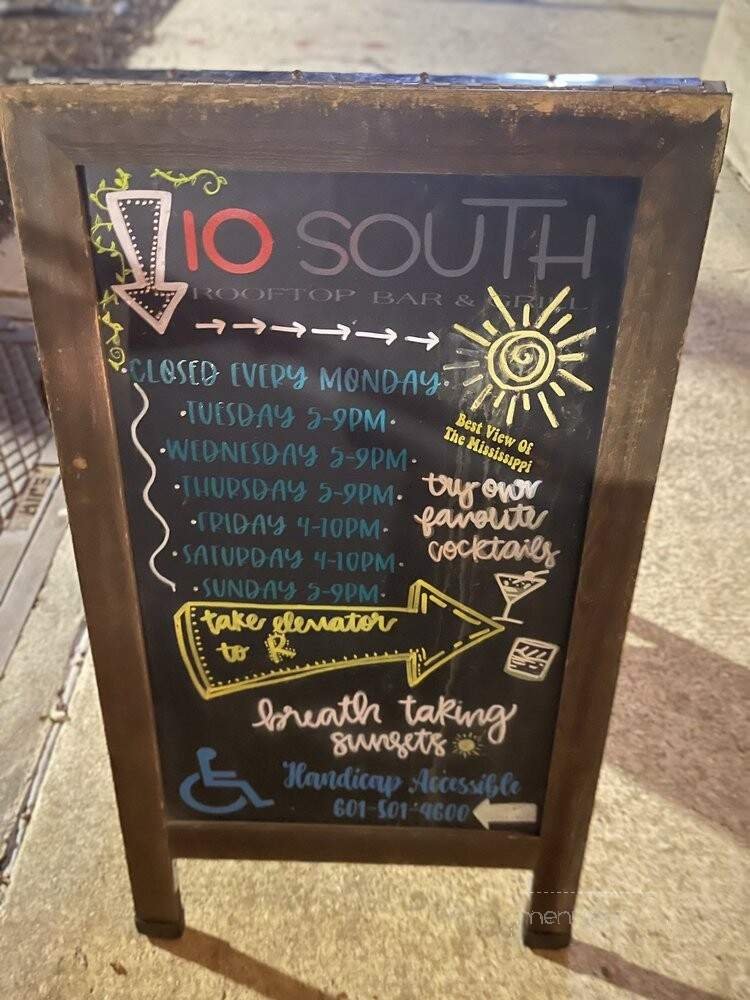 10 SOUTH
ROOFTOP BAR & GRILL
CLOSED EVERY MONDAY.
·TUESDAY 5-9PM·
·WEDNESDAY 5-9PM·
·THURSDAY 5-9PM·
·FRIDAY 4-10PM·
·SATURDAY 4-10PM·
·SUNDAY 5-9PM·
Best View Of
The Mississippi
try our
favorite
cocktails
take elevator
to R
breath taking
sunsets
Handicap Accessible
601-501-4600